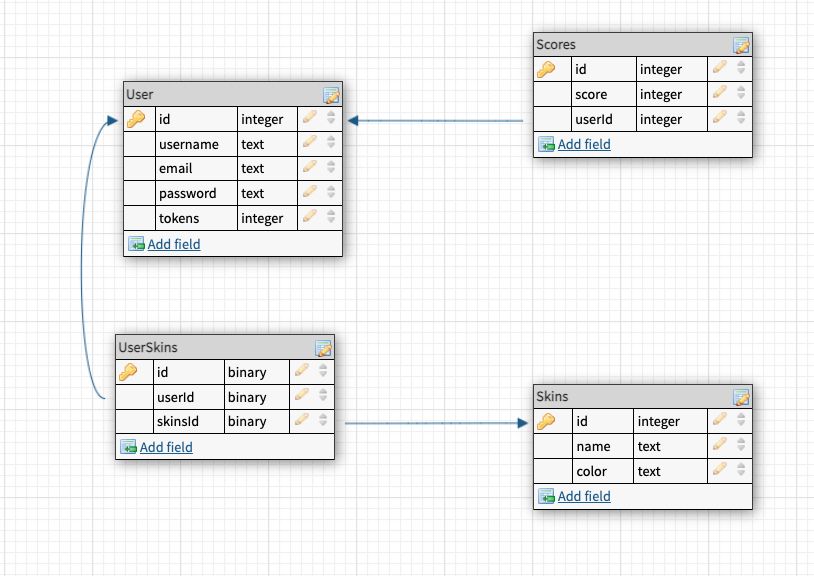 User
id integer
username text
email text
password text
tokens integer
Add field
Scores
id integer
score integer
userId integer
Add field
UserSkins
id binary
userId binary
skinsId binary
Add field
Skins
id integer
name text
color text
Add field